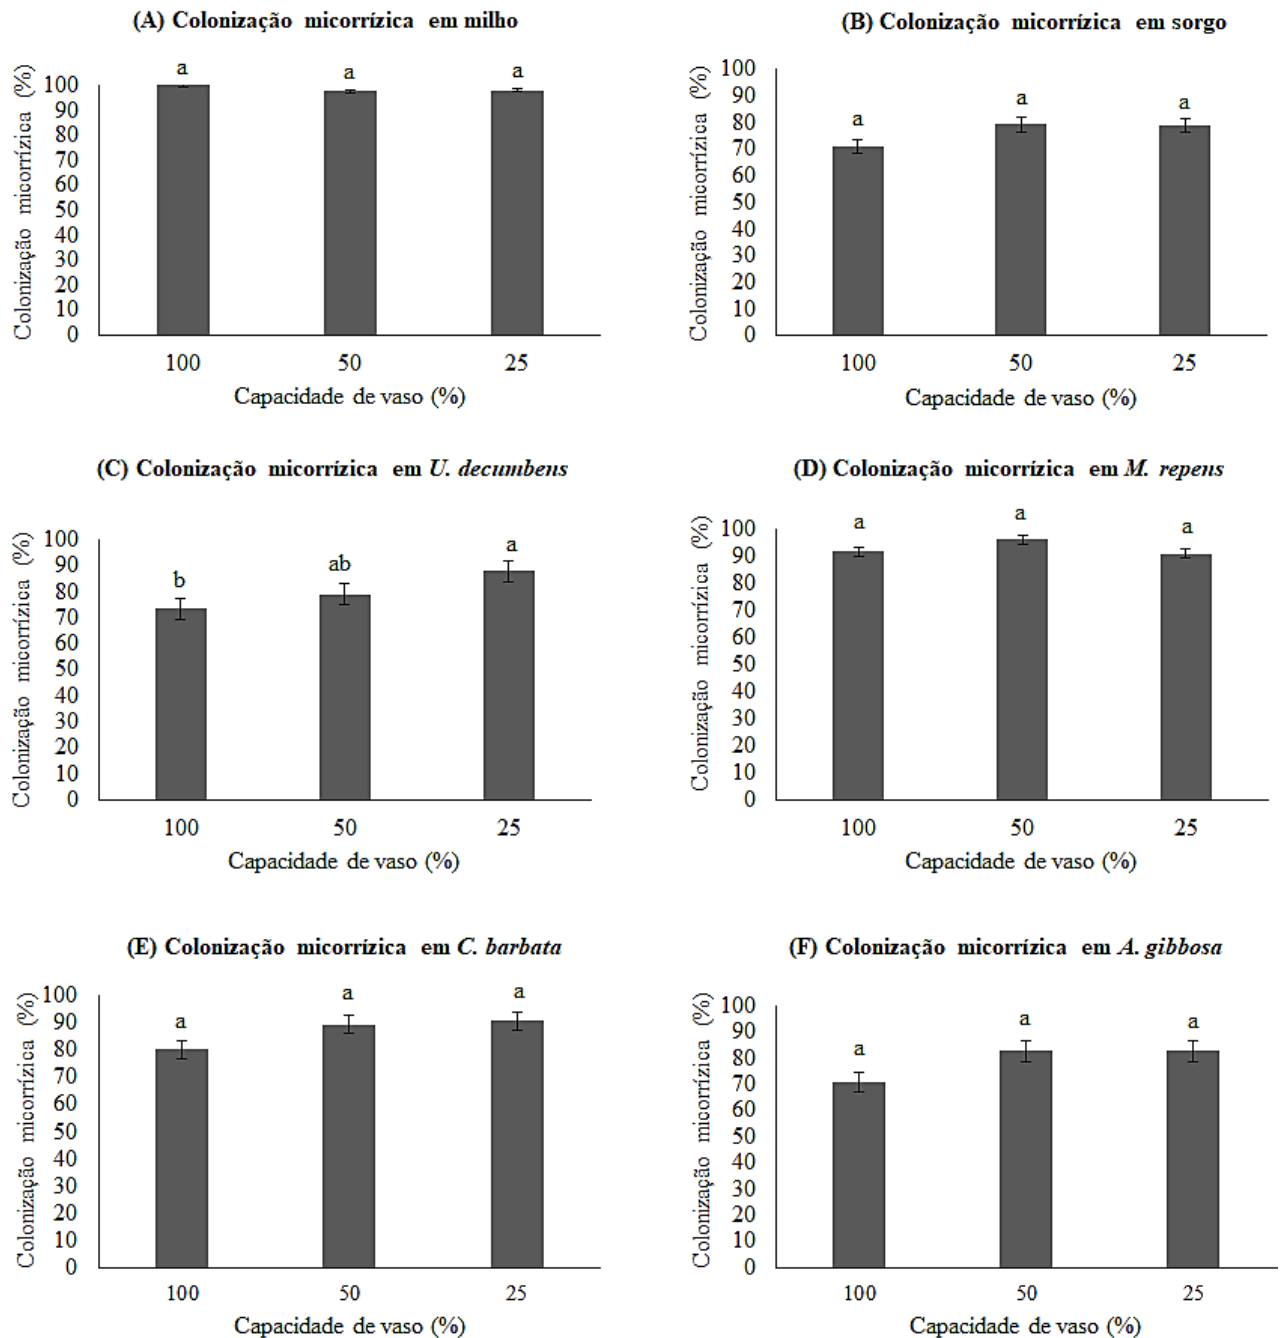 (A) Colonização micorrízica em milho
Colonização micorrízica (%)
100
90
80
70
60
50
40
30
20
10
0
a
a
a
100
50
25
Capacidade de vaso (%)
(B) Colonização micorrízica em sorgo
Colonização micorrízica (%)
100
90
80
70
60
50
40
30
20
10
0
a
a
a
100
50
25
Capacidade de vaso (%)
(C) Colonização micorrízica em U. decumbens
Colonização micorrízica (%)
100
90
80
70
60
50
40
30
20
10
0
b
ab
a
100
50
25
Capacidade de vaso (%)
(D) Colonização micorrízica em M. repens
Colonização micorrízica (%)
100
90
80
70
60
50
40
30
20
10
0
a
a
a
100
50
25
Capacidade de vaso (%)
(E) Colonização micorrízica em C. barbata
Colonização micorrízica (%)
100
90
80
70
60
50
40
30
20
10
0
a
a
a
100
50
25
Capacidade de vaso (%)
(F) Colonização micorrízica em A. gibbosa
Colonização micorrízica (%)
100
90
80
70
60
50
40
30
20
10
0
a
a
a
100
50
25
Capacidade de vaso (%)